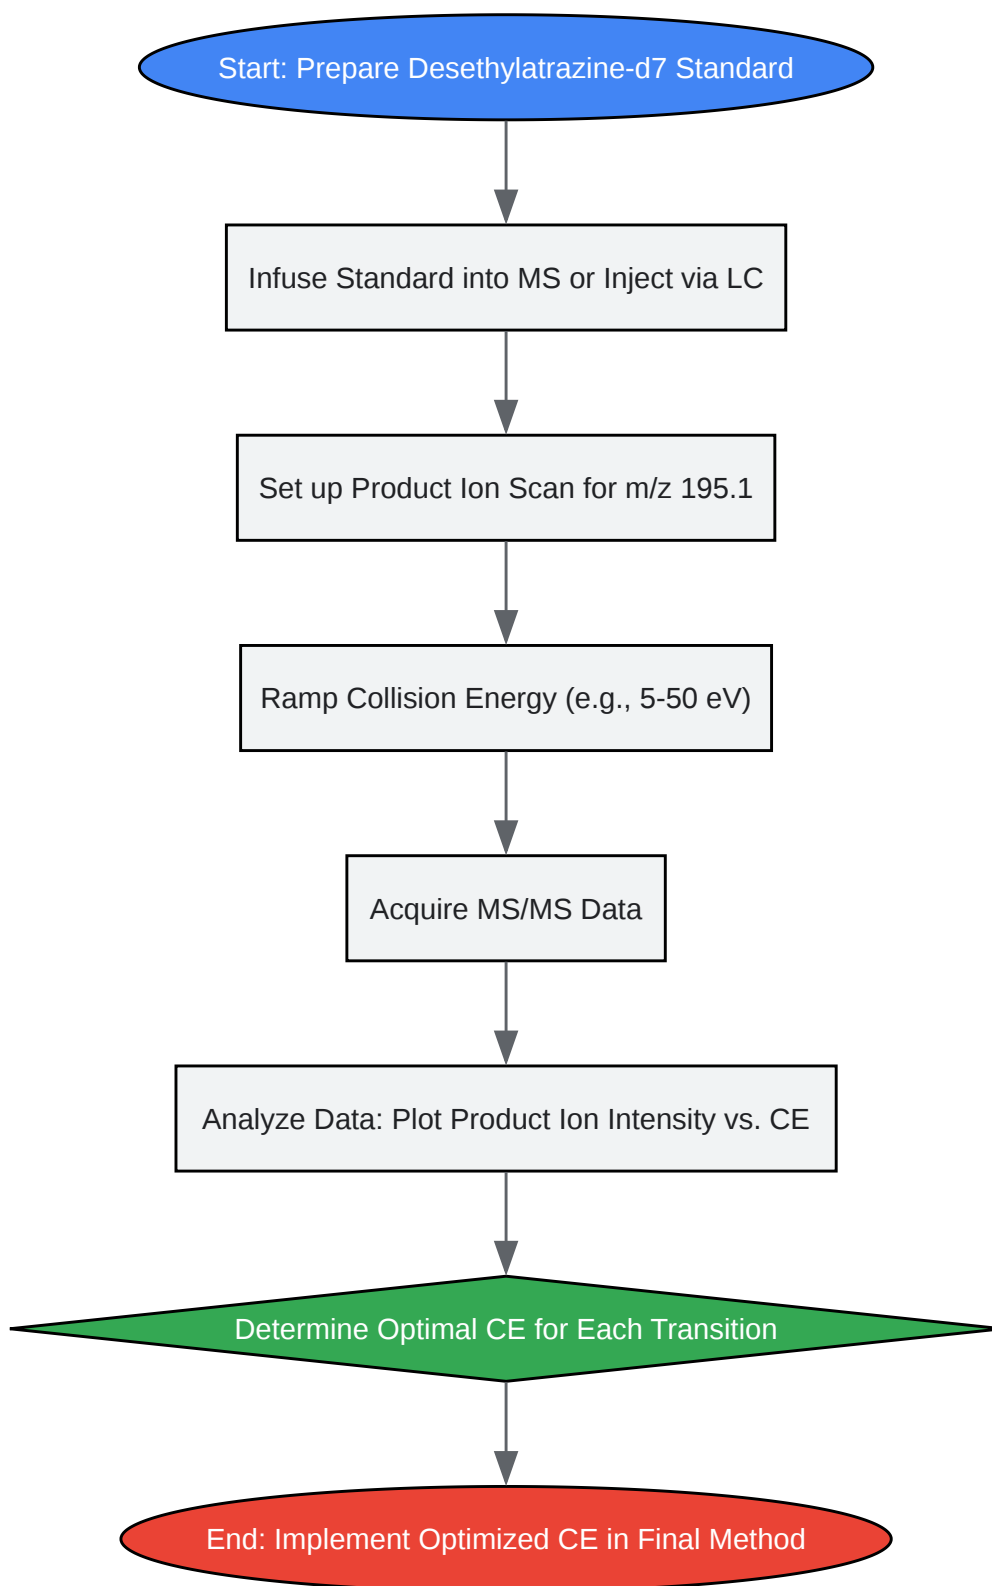 Start: Prepare Desethylatrazine-d7 Standard
Infuse Standard into MS or Inject via LC
Set up Product Ion Scan for m/z 195.1
Ramp Collision Energy (e.g., 5-50 eV)
Acquire MS/MS Data
Analyze Data: Plot Product Ion Intensity vs. CE
Determine Optimal CE for Each Transition
End: Implement Optimized CE in Final Method